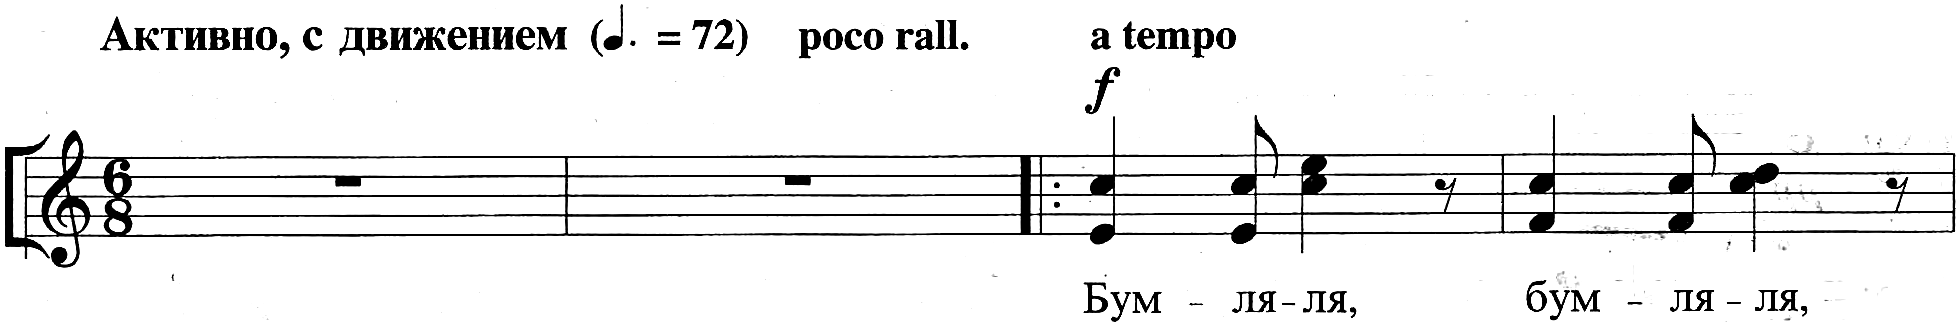 Активно, с движением (♩. = 72) poco rall. a tempo
f
6
8
Бум - ля - ля, бум - ля - ля,